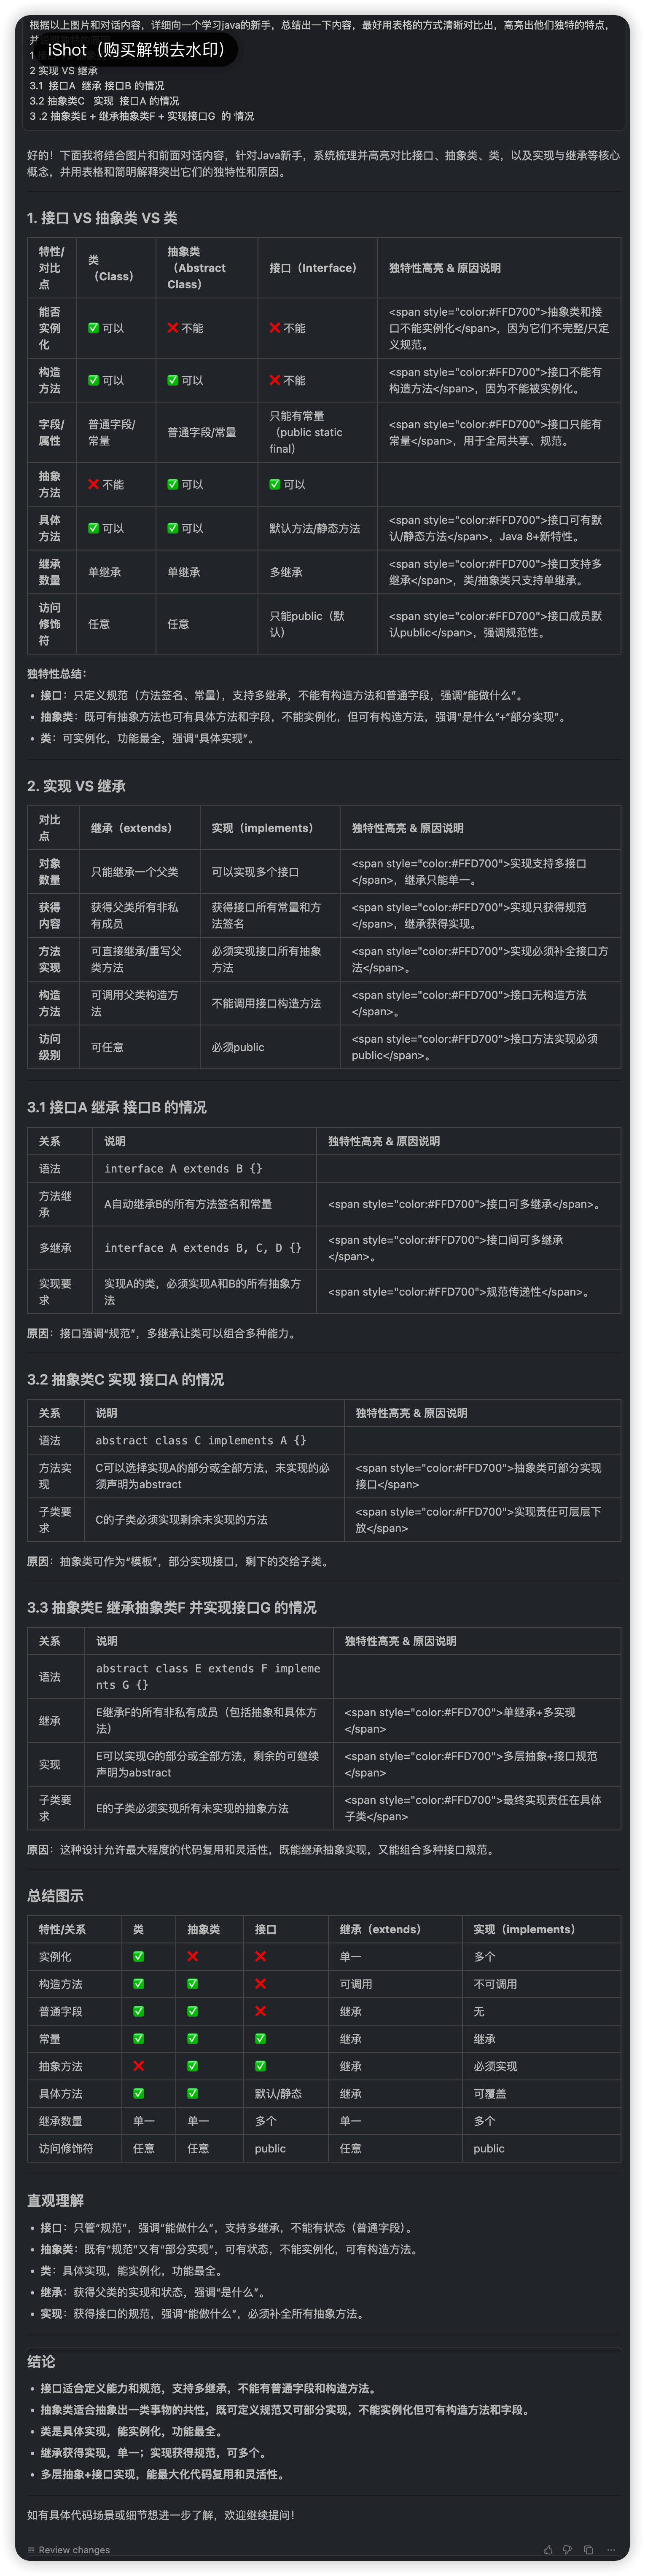 根据以上图片和对话内容，详细向一个学习java的新手，总结出一下内容，最好用表格的方式清晰对比出，高亮出他们独特的特点，
并
iShot（购买解锁去水印）
1
2 实现 VS 继承
3.1 接口A 继承 接口B 的情况
3.2 抽象类C 实现 接口A 的情况
3 .2 抽象类E + 继承抽象类F + 实现接口G 的 情况
好的！下面我将结合图片和前面对话内容，针对Java新手，系统梳理并高亮对比接口、抽象类、类，以及实现与继承等核心
概念，并用表格和简明解释突出它们的独特性和原因。
1. 接口 VS 抽象类 VS 类
特性/对比点 类（Class） 抽象类（Abstract Class） 接口（Interface） 独特性高亮 & 原因说明
能否实例化 ✅ 可以 ❌ 不能 ❌ 不能 <span style="color:#FFD700">抽象类和接口不能实例化</span>，因为它们不完整/只定义规范。
构造方法 ✅ 可以 ✅ 可以 ❌ 不能 <span style="color:#FFD700">接口不能有构造方法</span>，因为不能被实例化。
字段/属性 普通字段/常量 普通字段/常量 只能有常量（public static final） <span style="color:#FFD700">接口只能有常量</span>，用于全局共享、规范。
抽象方法 ❌ 不能 ✅ 可以 ✅ 可以
具体方法 ✅ 可以 ✅ 可以 默认方法/静态方法 <span style="color:#FFD700">接口可有默认/静态方法</span>，Java 8+新特性。
继承数量 单继承 单继承 多继承 <span style="color:#FFD700">接口支持多继承</span>，类/抽象类只支持单继承。
访问修饰符 任意 任意 只能public（默认） <span style="color:#FFD700">接口成员默认public</span>，强调规范性。
独特性总结：
• 接口：只定义规范（方法签名、常量），支持多继承，不能有构造方法和普通字段，强调“能做什么”。
• 抽象类：既可有抽象方法也可有具体方法和字段，不能实例化，但可有构造方法，强调“是什么”+“部分实现”。
• 类：可实例化，功能最全，强调“具体实现”。
2. 实现 VS 继承
对比点 继承（extends） 实现（implements） 独特性高亮 & 原因说明
对象数量 只能继承一个父类 可以实现多个接口 <span style="color:#FFD700">实现支持多接口</span>，继承只能单一。
获得内容 获得父类所有非私有成员 获得接口所有常量和方法签名 <span style="color:#FFD700">实现只获得规范</span>，继承获得实现。
方法实现 可直接继承/重写父类方法 必须实现接口所有抽象方法 <span style="color:#FFD700">实现必须补全接口方法</span>。
构造方法 可调用父类构造方法 不能调用接口构造方法 <span style="color:#FFD700">接口无构造方法</span>。
访问级别 可任意 必须public <span style="color:#FFD700">接口方法实现必须public</span>。
3.1 接口A 继承 接口B 的情况
关系 说明 独特性高亮 & 原因说明
语法 interface A extends B {}
方法继承 A自动继承B的所有方法签名和常量 <span style="color:#FFD700">接口可多继承</span>。
多继承 interface A extends B, C, D {} <span style="color:#FFD700">接口间可多继承</span>。
实现要求 实现A的类，必须实现A和B的所有抽象方法 <span style="color:#FFD700">规范传递性</span>。
原因：接口强调“规范”，多继承让类可以组合多种能力。
3.2 抽象类C 实现 接口A 的情况
关系 说明 独特性高亮 & 原因说明
语法 abstract class C implements A {}
方法实现 C可以选择实现A的部分或全部方法，未实现的必须声明为abstract <span style="color:#FFD700">抽象类可部分实现接口</span>
子类要求 C的子类必须实现剩余未实现的方法 <span style="color:#FFD700">实现责任可层层下放</span>
原因：抽象类可作为“模板”，部分实现接口，剩下的交给子类。
3.3 抽象类E 继承抽象类F 并实现接口G 的情况
关系 说明 独特性高亮 & 原因说明
语法 abstract class E extends F implements G {}
继承 E继承F的所有非私有成员（包括抽象和具体方法） <span style="color:#FFD700">单继承+多实现</span>
实现 E可以实现G的部分或全部方法，剩余的可继续声明为abstract <span style="color:#FFD700">多层抽象+接口规范</span>
子类要求 E的子类必须实现所有未实现的抽象方法 <span style="color:#FFD700">最终实现责任在具体子类</span>
原因：这种设计允许最大程度的代码复用和灵活性，既能继承抽象实现，又能组合多种接口规范。
总结图示
特性/关系 类 抽象类 接口 继承（extends） 实现（implements）
实例化 ✅ ❌ ❌ 单一 多个
构造方法 ✅ ✅ ❌ 可调用 不可调用
普通字段 ✅ ✅ ❌ 继承 无
常量 ✅ ✅ ✅ 继承 继承
抽象方法 ❌ ✅ ✅ 继承 必须实现
具体方法 ✅ ✅ 默认/静态 继承 可覆盖
继承数量 单一 单一 多个 单一 多个
访问修饰符 任意 任意 public 任意 public
直观理解
• 接口：只管“规范”，强调“能做什么”，支持多继承，不能有状态（普通字段）。
• 抽象类：既有“规范”又有“部分实现”，可有状态，不能实例化，可有构造方法。
• 类：具体实现，能实例化，功能最全。
• 继承：获得父类的实现和状态，强调“是什么”。
• 实现：获得接口的规范，强调“能做什么”，必须补全所有抽象方法。
结论
• 接口适合定义能力和规范，支持多继承，不能有普通字段和构造方法。
• 抽象类适合抽象出一类事物的共性，既可定义规范又可部分实现，不能实例化但可有构造方法和字段。
• 类是具体实现，能实例化，功能最全。
• 继承获得实现，单一；实现获得规范，可多个。
• 多层抽象+接口实现，能最大化代码复用和灵活性。
如有具体代码场景或细节想进一步了解，欢迎继续提问！
Review changes